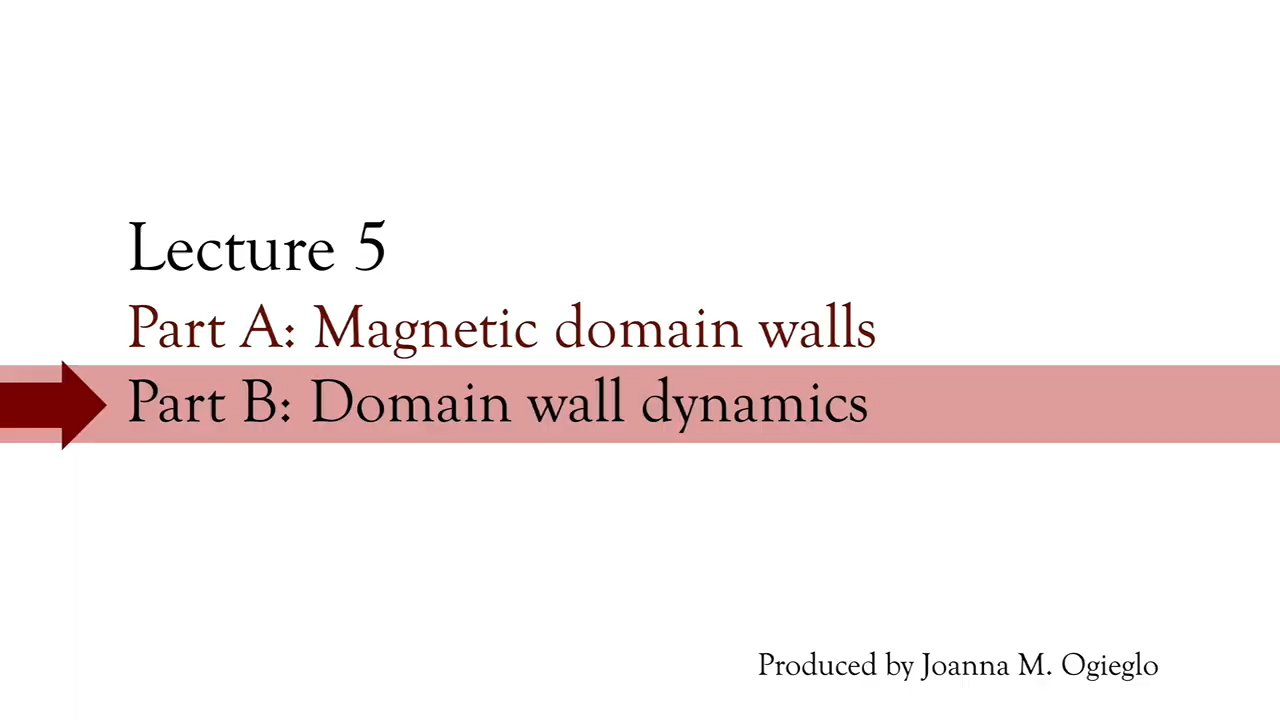 Lecture 5
Part A: Magnetic domain walls
Part B: Domain wall dynamics
Produced by Joanna M. Ogieglo